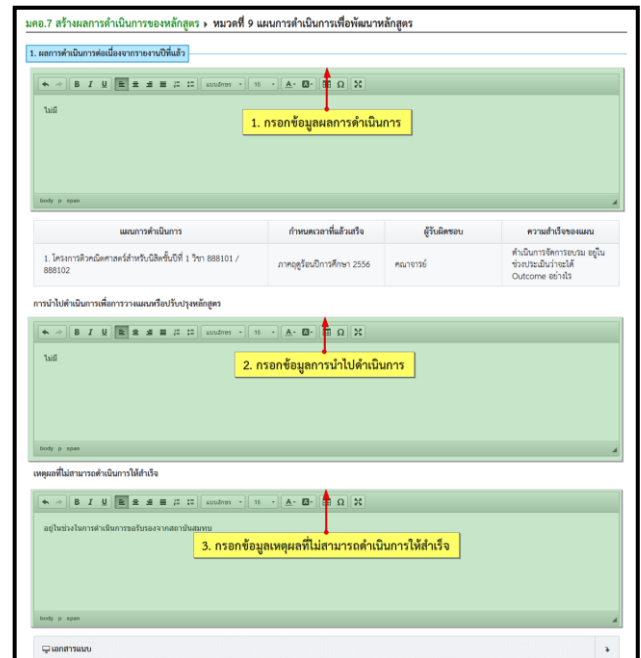 มคอ.7 สร้างผลการดำเนินการของหลักสูตร ▸ หมวดที่ 9 แผนการดำเนินการเพื่อพัฒนาหลักสูตร
1. ผลการดำเนินการต่อเนื่องจากรายงานปีที่แล้ว
B I U 16 A Ω
ไม่มี
1. กรอกข้อมูลผลการดำเนินการ
body p span
แผนการดำเนินการ กำหนดเวลาที่แล้วเสร็จ ผู้รับผิดชอบ ความสำเร็จของแผน
1. โครงการติวคณิตศาสตร์สำหรับนิสิตชั้นปีที่ 1 วิชา 888101 /
888102
ภาคฤดูร้อนปีการศึกษา 2556
คณาจารย์
ดำเนินการจัดการอบรม อยู่ใน
ช่วงประเมินว่าจะได้
Outcome อย่างไร
การนำไปดำเนินการเพื่อการวางแผนหรือปรับปรุงหลักสูตร
B I U 16 A Ω
ไม่มี
2. กรอกข้อมูลการนำไปดำเนินการ
body p span
เหตุผลที่ไม่สามารถดำเนินการให้สำเร็จ
B I U 16 A Ω
อยู่ในช่วงในการดำเนินการขอรับรองจากสถาบันสมทบ
3. กรอกข้อมูลเหตุผลที่ไม่สามารถดำเนินการให้สำเร็จ
body p span
เอกสารแนบ